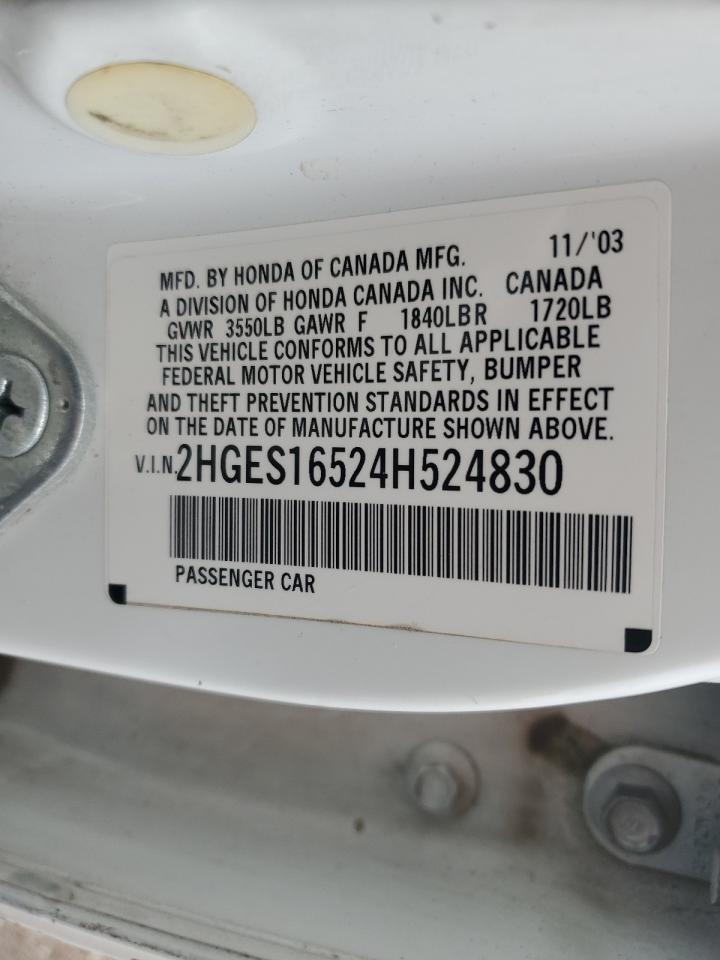 MFD. BY HONDA OF CANADA MFG. 11/'03
A DIVISION OF HONDA CANADA INC. CANADA
GVWR 3550LB GAWR F 1840LB R 1720LB
THIS VEHICLE CONFORMS TO ALL APPLICABLE
FEDERAL MOTOR VEHICLE SAFETY, BUMPER
AND THEFT PREVENTION STANDARDS IN EFFECT
ON THE DATE OF MANUFACTURE SHOWN ABOVE.
V.I.N. 2HGES16524H524830
PASSENGER CAR